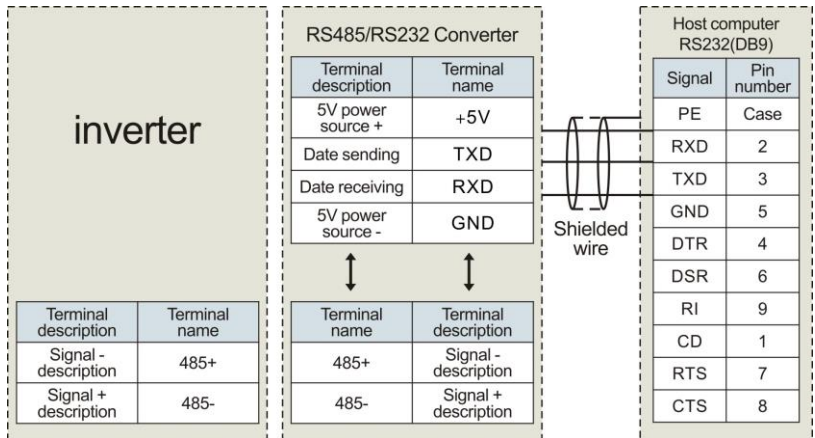 inverter
Terminal description Terminal name
Signal - description 485+
Signal + description 485-
RS485/RS232 Converter
Terminal description Terminal name
5V power source + +5V
Date sending TXD
Date receiving RXD
5V power source - GND
Terminal name Terminal description
485+ Signal - description
485- Signal + description
Shielded
wire
Host computer
RS232(DB9)
Signal Pin number
PE Case
RXD 2
TXD 3
GND 5
DTR 4
DSR 6
RI 9
CD 1
RTS 7
CTS 8